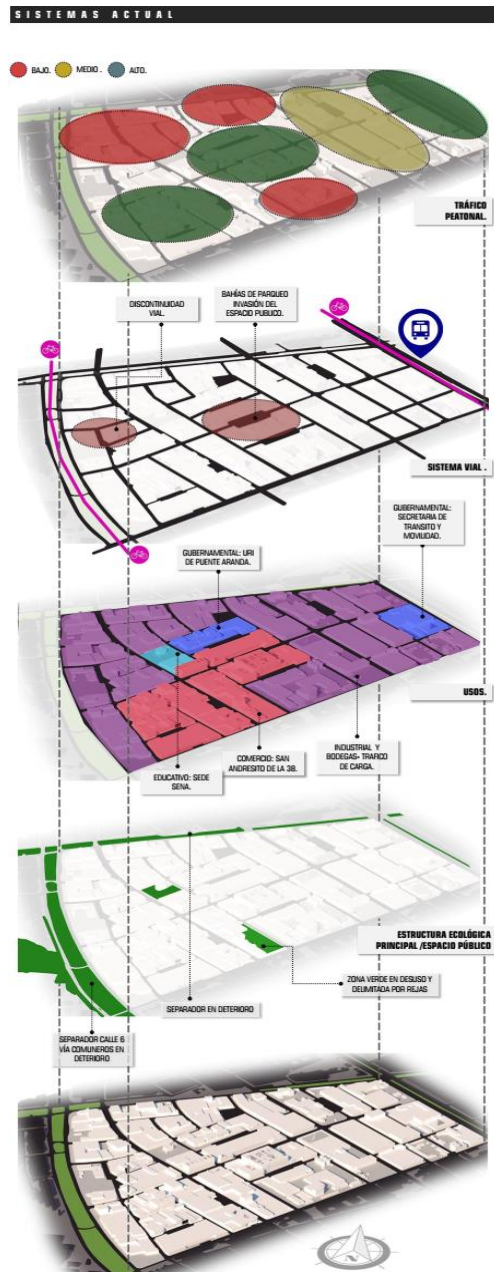 SISTEMAS ACTUAL
BAJO.
MEDIO .
ALTO.
TRÁFICO
PEATONAL.
DISCONTINUIDAD
VIAL.
BAHÍAS DE PARQUEO
INVASIÓN DEL
ESPACIO PUBLICO.
SISTEMA VIAL .
GUBERNAMENTAL:
SECRETARIA DE
TRANSITO Y
MOVILIDAD.
GUBERNAMENTAL: URI
DE PUENTE ARANDA.
USOS.
EDUCATIVO: SEDE
SENA.
COMERCIO: SAN
ANDRESITO DE LA 38.
INDUSTRIAL Y
BODEGAS+ TRAFICO
DE CARGA.
ESTRUCTURA ECOLÓGICA
PRINCIPAL /ESPACIO PÚBLICO
ZONA VERDE EN DESUSO Y
DELIMITADA POR REJAS
SEPARADOR EN DETERIORO
SEPARADOR CALLE 6
VÍA COMUNEROS EN
DETERIORO
N